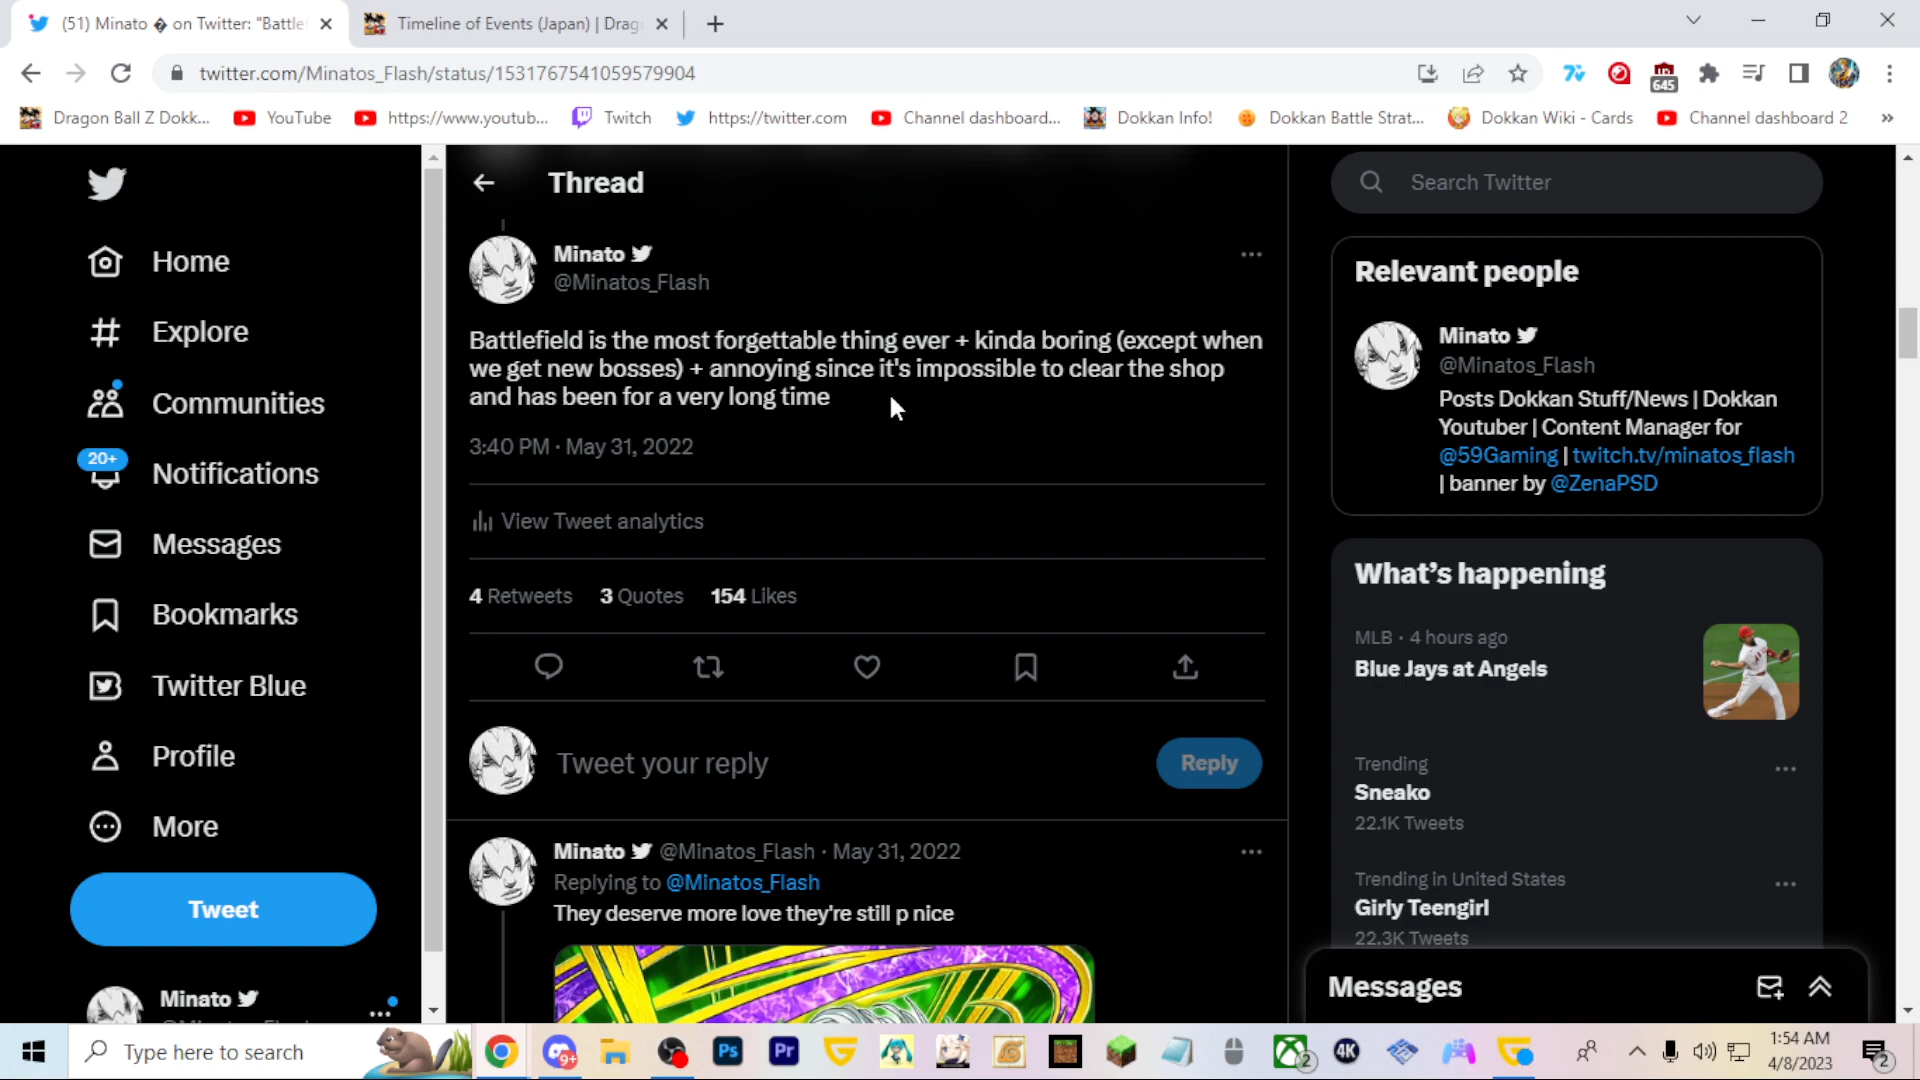 (51) Minato � on Twitter: "Battle
Timeline of Events (Japan) | Drag
twitter.com/Minatos_Flash/status/1531767541059579904
645
Dragon Ball Z Dokk...
YouTube
https://www.youtub...
Twitch
https://twitter.com
Channel dashboard...
Dokkan Info!
Dokkan Battle Strat...
Dokkan Wiki - Cards
Channel dashboard 2
»
Home
Explore
Communities
20+
Notifications
Messages
Bookmarks
Twitter Blue
Profile
More
Tweet
Minato
Thread
Minato
@Minatos_Flash
Battlefield is the most forgettable thing ever + kinda boring (except when
we get new bosses) + annoying since it's impossible to clear the shop
and has been for a very long time
3:40 PM · May 31, 2022
View Tweet analytics
4 Retweets 3 Quotes 154 Likes
Tweet your reply
Reply
Minato @Minatos_Flash · May 31, 2022
Replying to @Minatos_Flash
They deserve more love they're still p nice
Search Twitter
Relevant people
Minato
@Minatos_Flash
Posts Dokkan Stuff/News | Dokkan
Youtuber | Content Manager for
@59Gaming | twitch.tv/minatos_flash
| banner by @ZenaPSD
What's happening
MLB · 4 hours ago
Blue Jays at Angels
Trending
Sneako
22.1K Tweets
Trending in United States
Girly Teengirl
22.3K Tweets
Messages
Type here to search
9+
Ps
Pr
2
4K
1:54 AM
4/8/2023
2